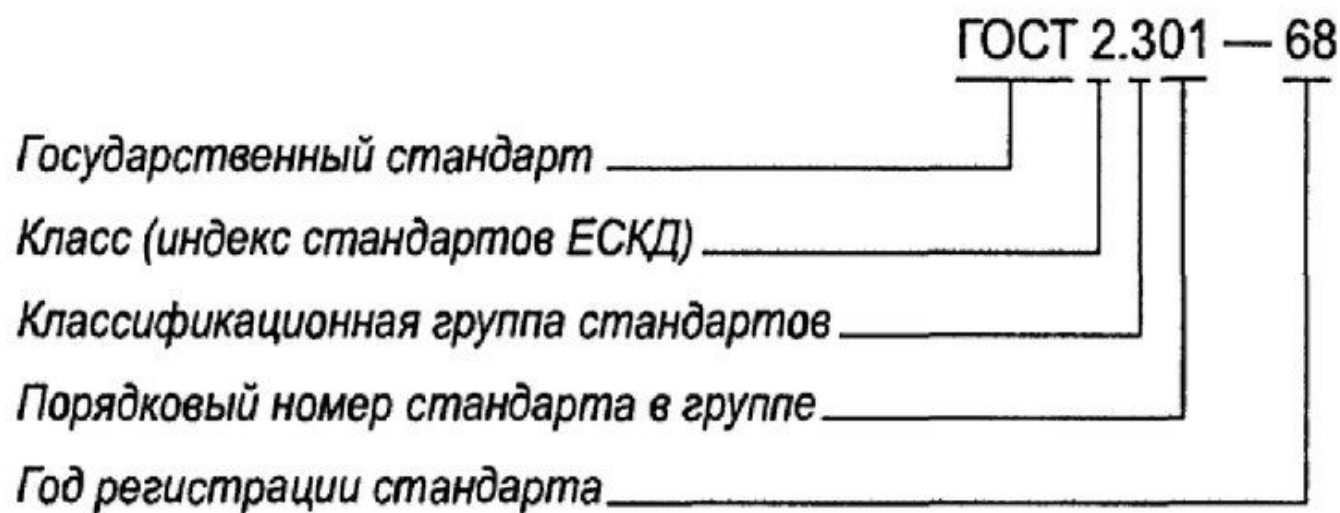 ГОСТ 2.301 — 68
Государственный стандарт
Класс (индекс стандартов ЕСКД)
Классификационная группа стандартов
Порядковый номер стандарта в группе
Год регистрации стандарта